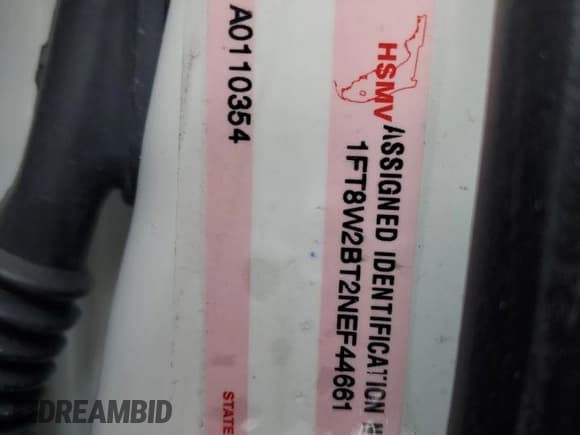 HSMV
ASSIGNED IDENTIFICATION N
1FT8W2BT2NEF44661
A0110354
STATE
DREAMBID